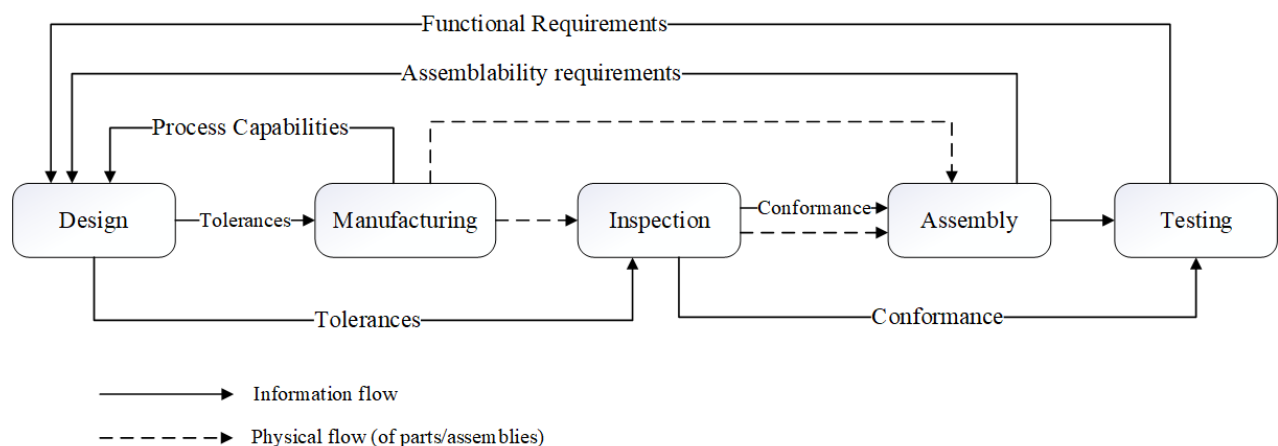 Functional Requirements
Assemblability requirements
Process Capabilities
Design
Tolerances
Manufacturing
Inspection
Conformance
Assembly
Testing
Tolerances
Conformance
Information flow
Physical flow (of parts/assemblies)